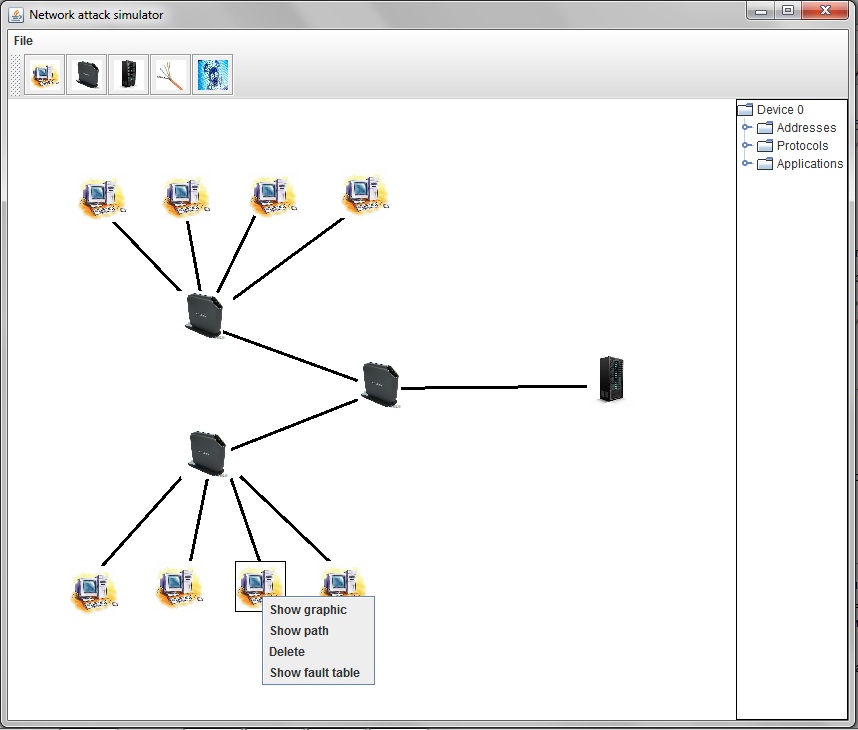 Network attack simulator
File
Device 0
Addresses
Protocols
Applications
Show graphic
Show path
Delete
Show fault table